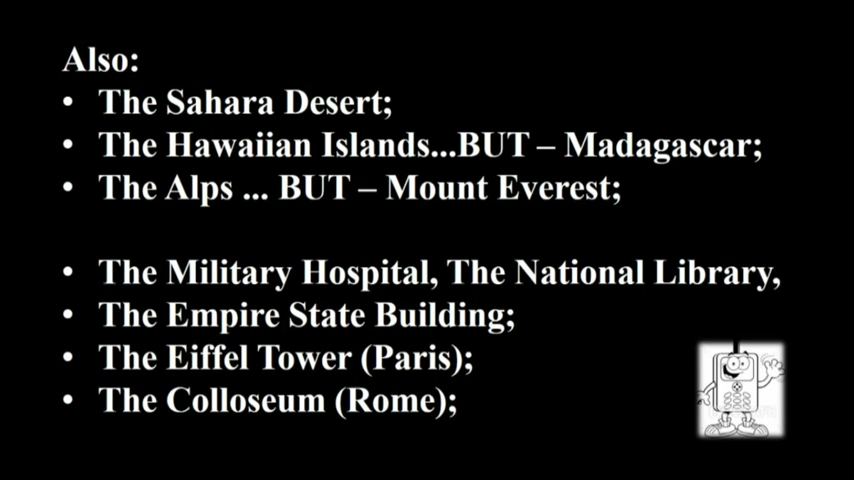 Also:
• The Sahara Desert;
• The Hawaiian Islands...BUT – Madagascar;
• The Alps ... BUT – Mount Everest;
• The Military Hospital, The National Library,
• The Empire State Building;
• The Eiffel Tower (Paris);
• The Colloseum (Rome);